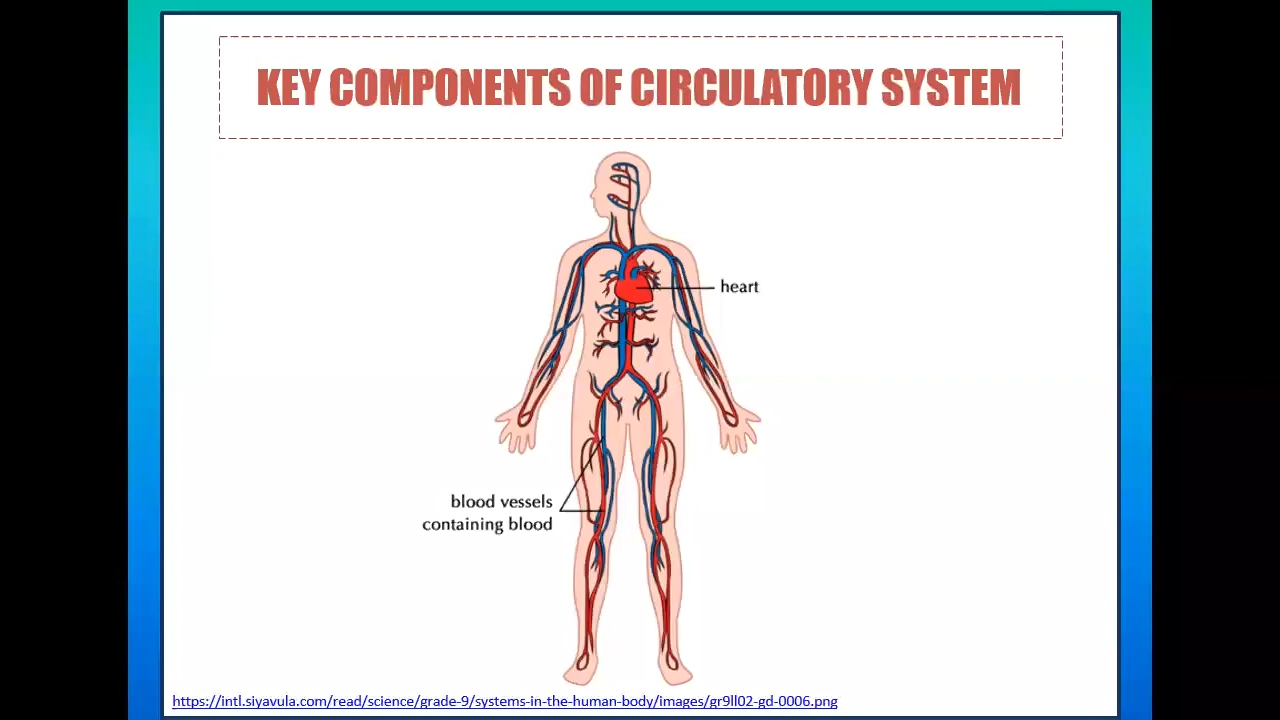 KEY COMPONENTS OF CIRCULATORY SYSTEM
heart
blood vessels
containing blood
https://intl.siyavula.com/read/science/grade-9/systems-in-the-human-body/images/gr9ll02-gd-0006.png